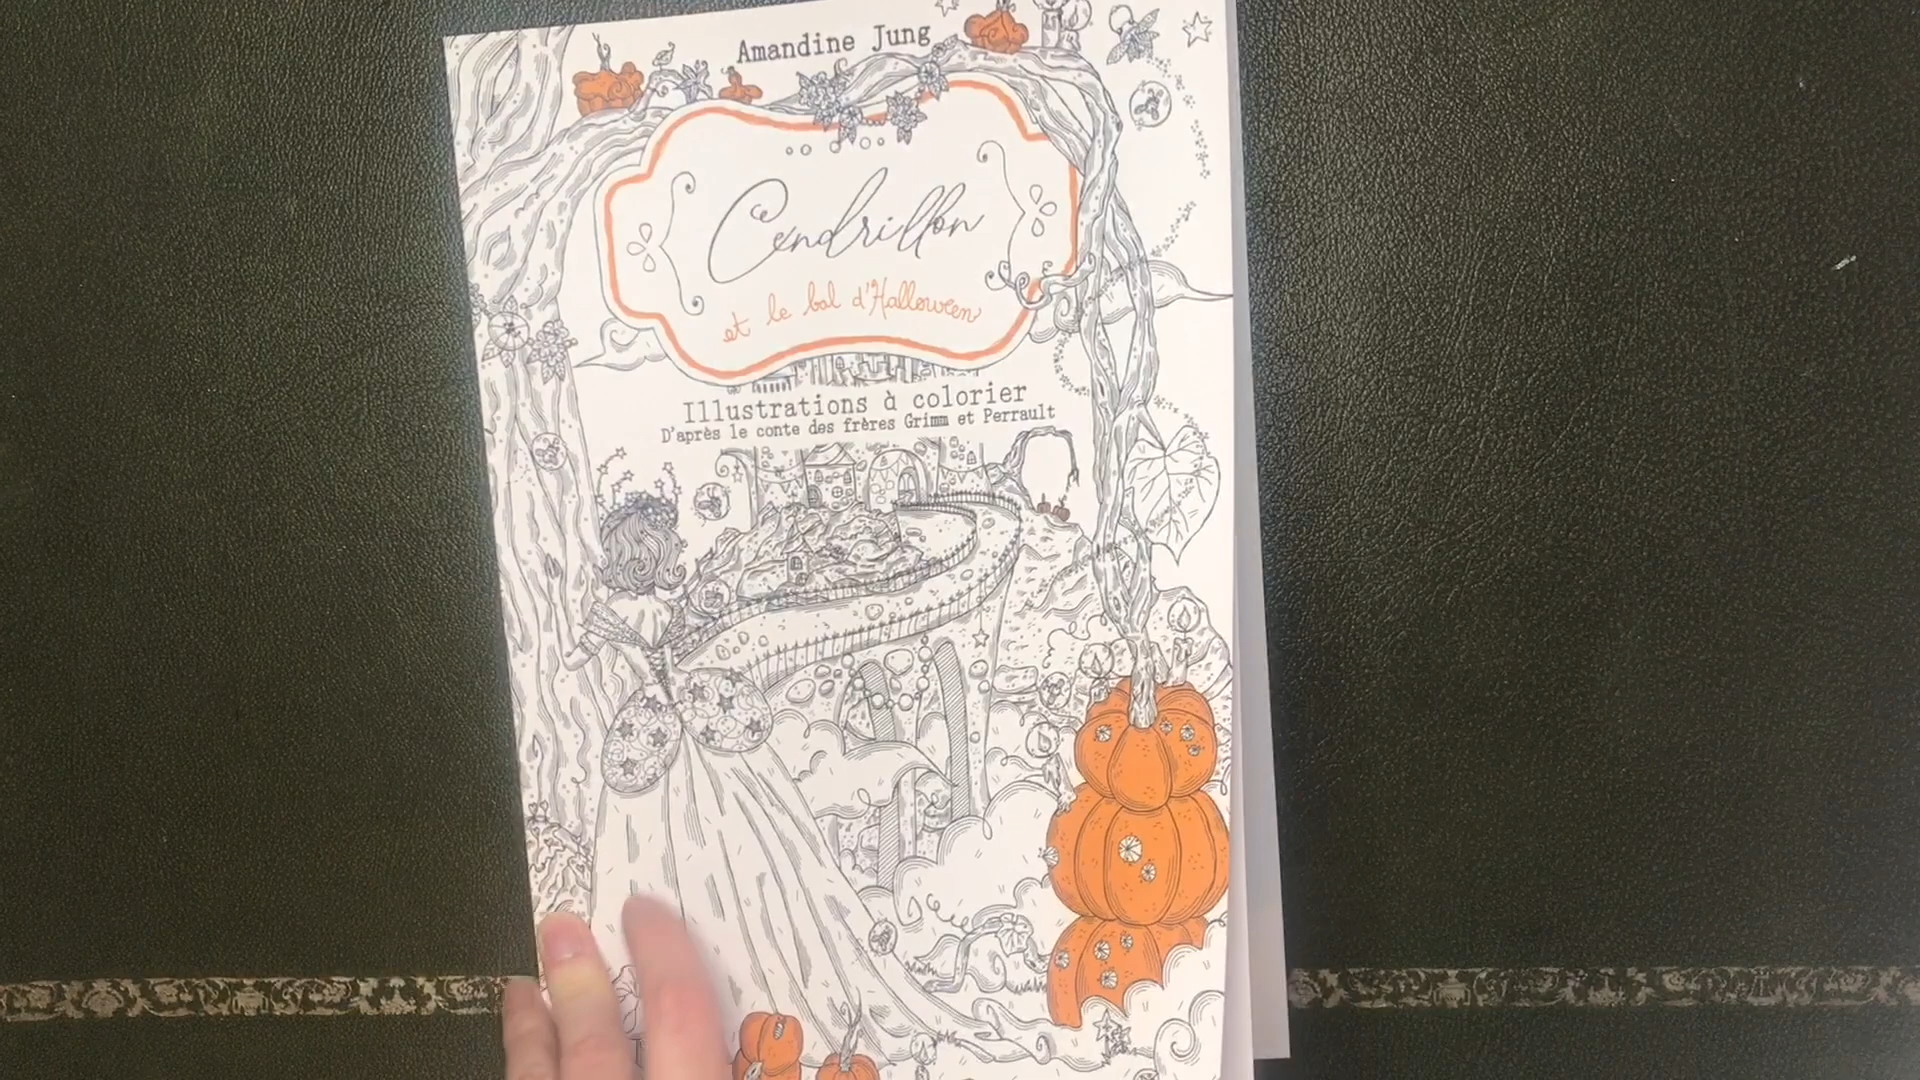 Amandine Jung
Cendrillon
et le bal d'Halloween
Illustrations à colorier
D'après le conte des frères Grimm et Perrault